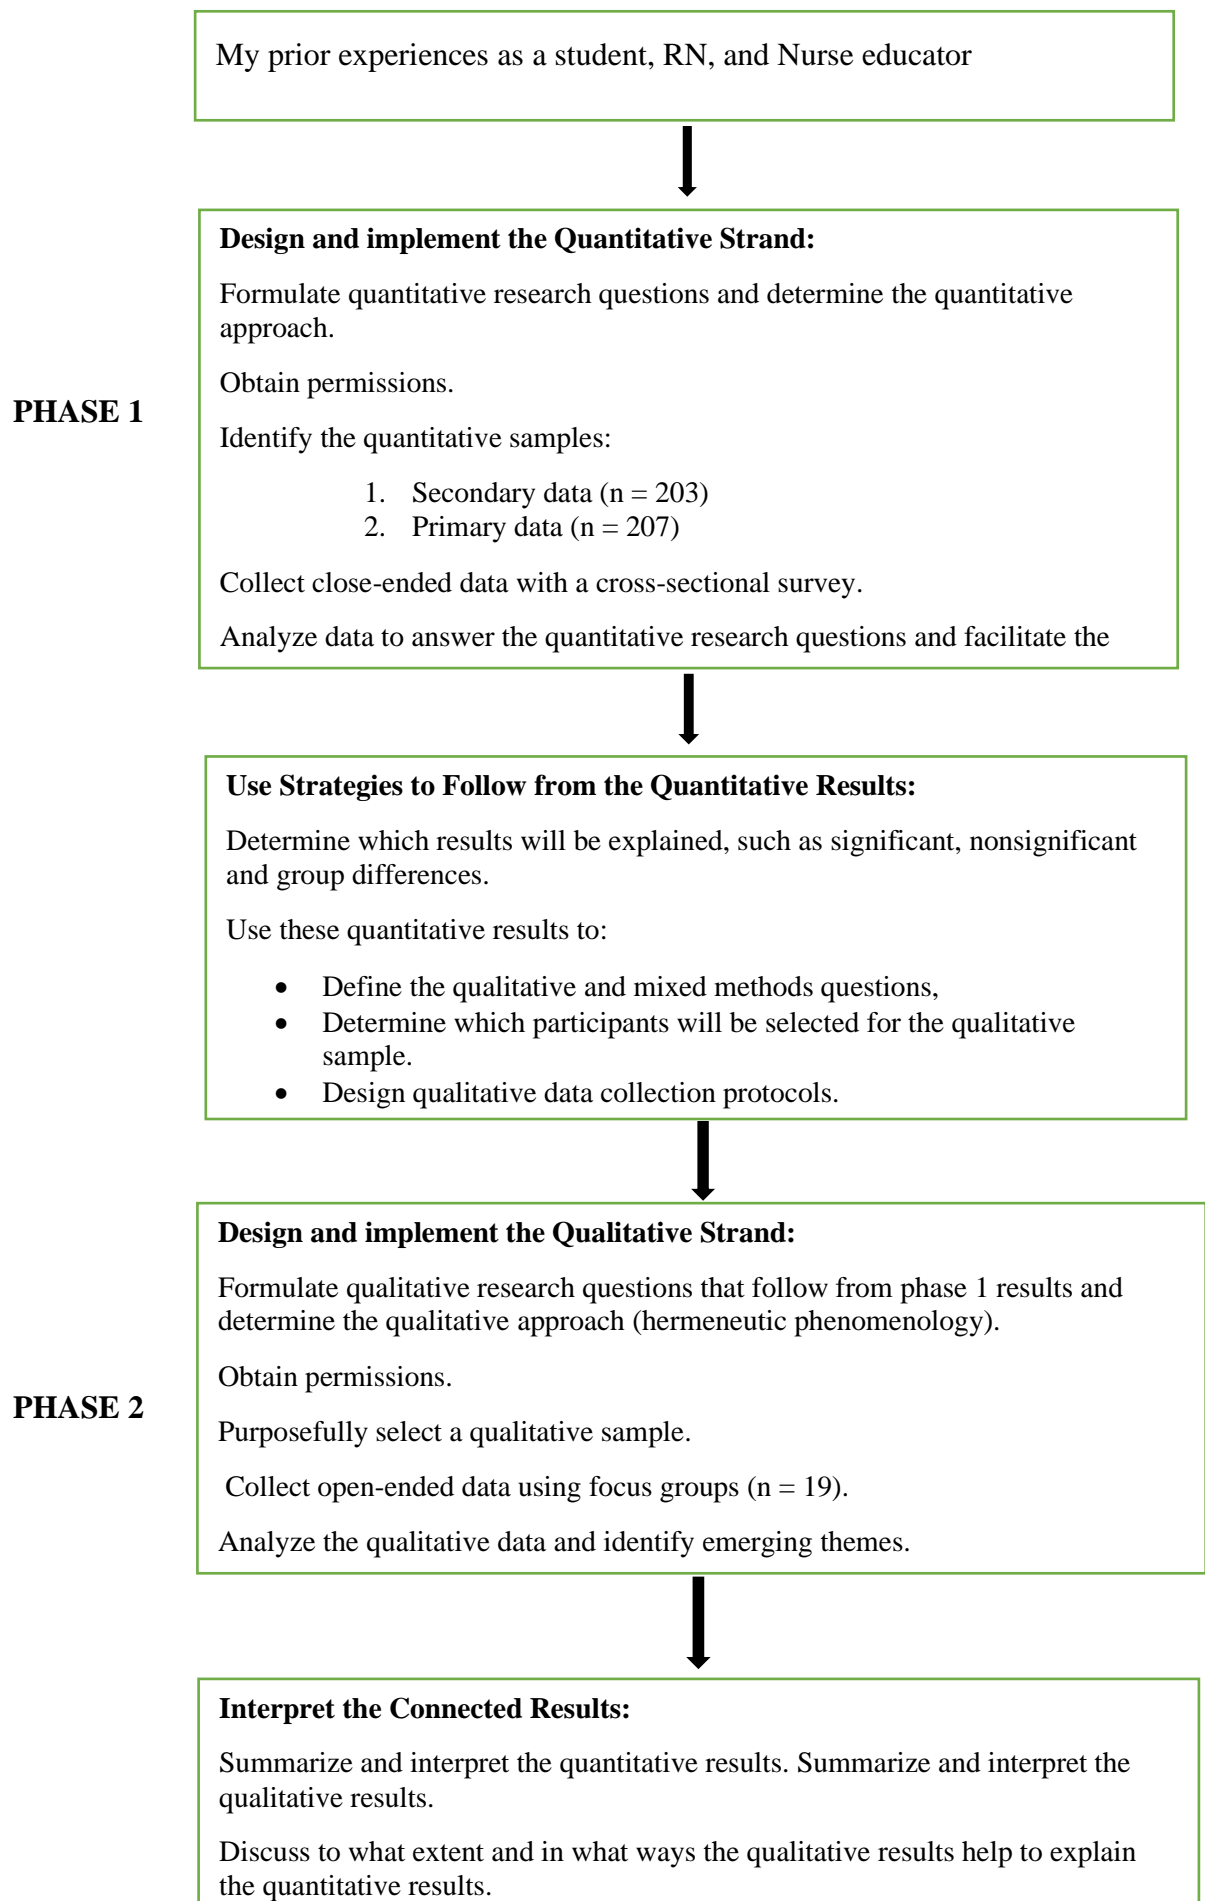 My prior experiences as a student, RN, and Nurse educator
Design and implement the Quantitative Strand:
Formulate quantitative research questions and determine the quantitative
approach.
Obtain permissions.
PHASE 1
Identify the quantitative samples:
1. Secondary data (n = 203)
2. Primary data (n = 207)
Collect close-ended data with a cross-sectional survey.
Analyze data to answer the quantitative research questions and facilitate the
Use Strategies to Follow from the Quantitative Results:
Determine which results will be explained, such as significant, nonsignificant
and group differences.
Use these quantitative results to:
• Define the qualitative and mixed methods questions,
• Determine which participants will be selected for the qualitative
sample.
• Design qualitative data collection protocols.
Design and implement the Qualitative Strand:
Formulate qualitative research questions that follow from phase 1 results and
determine the qualitative approach (hermeneutic phenomenology).
Obtain permissions.
PHASE 2
Purposefully select a qualitative sample.
Collect open-ended data using focus groups (n = 19).
Analyze the qualitative data and identify emerging themes.
Interpret the Connected Results:
Summarize and interpret the quantitative results. Summarize and interpret the
qualitative results.
Discuss to what extent and in what ways the qualitative results help to explain
the quantitative results.